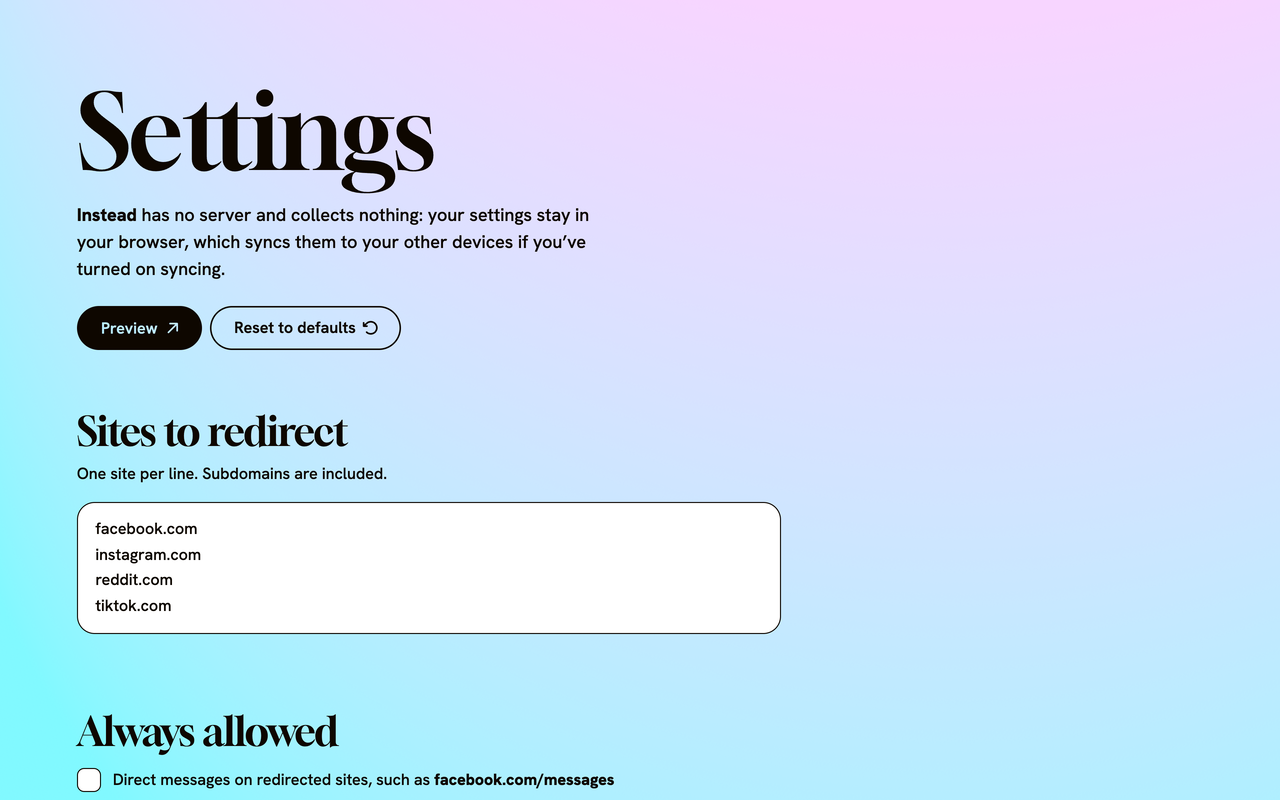 Settings
Instead has no server and collects nothing: your settings stay in
your browser, which syncs them to your other devices if you’ve
turned on syncing.
Preview
Reset to defaults
Sites to redirect
One site per line. Subdomains are included.
facebook.com
instagram.com
reddit.com
tiktok.com
Always allowed
Direct messages on redirected sites, such as facebook.com/messages